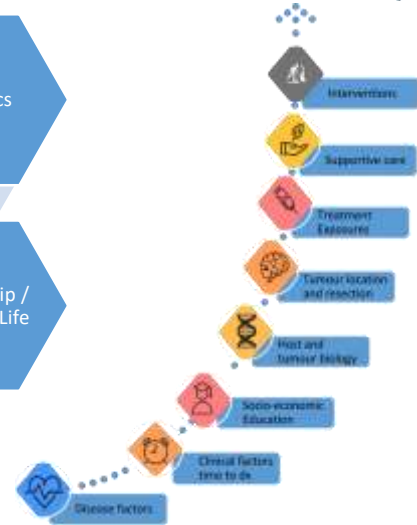 cs
ip /
Life
Interventions
Supportive care
Treatment
Exposures
Tumour location
and resection
Host and
tumour biology
Socio-economic
Education
Clinical factors
time to dx
Disease factors